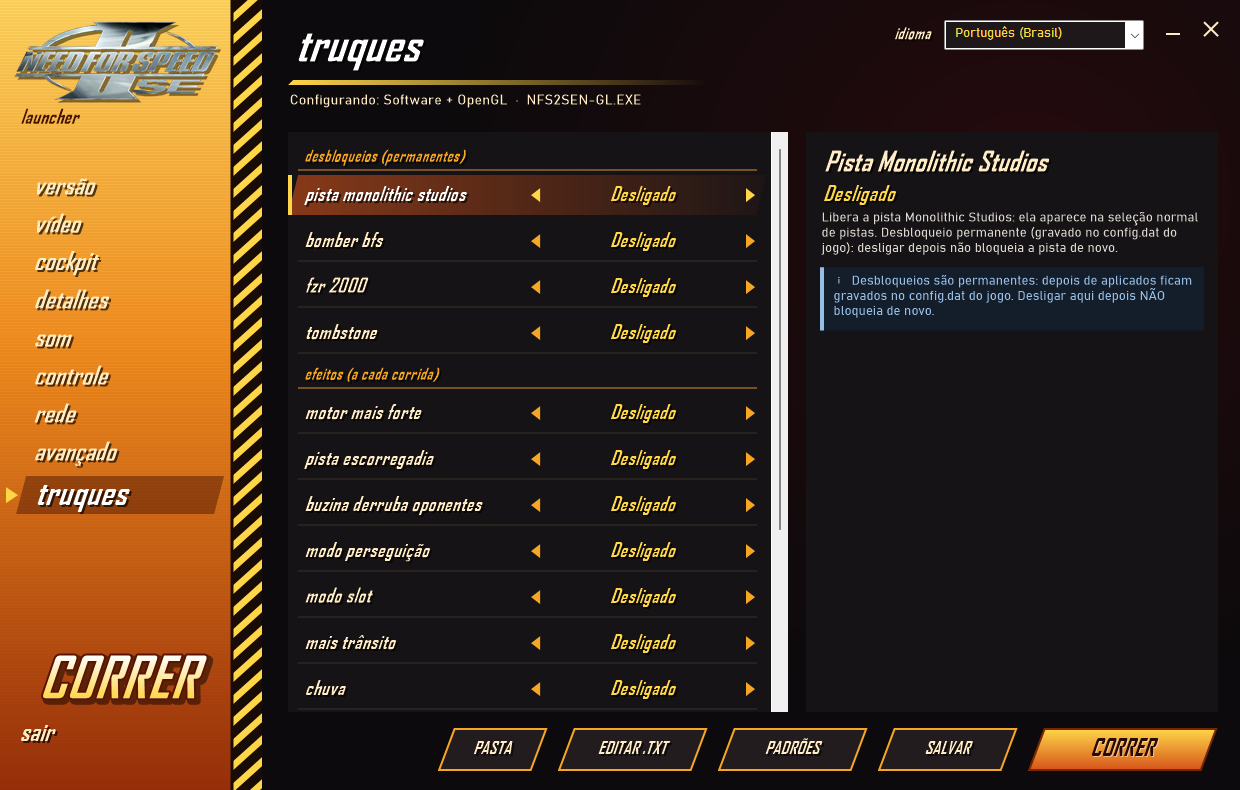 NEED FOR SPEED II SE
launcher
versão
vídeo
cockpit
detalhes
som
controle
rede
avançado
truques
CORRER
sair
truques
idioma
Português (Brasil)
Configurando: Software + OpenGL · NFS2SEN-GL.EXE
desbloqueios (permanentes)
pista monolithic studios Desligado
bomber bfs Desligado
fzr 2000 Desligado
tombstone Desligado
efeitos (a cada corrida)
motor mais forte Desligado
pista escorregadia Desligado
buzina derruba oponentes Desligado
modo perseguição Desligado
modo slot Desligado
mais trânsito Desligado
chuva Desligado
Pista Monolithic Studios
Desligado
Libera a pista Monolithic Studios: ela aparece na seleção normal
de pistas. Desbloqueio permanente (gravado no config.dat do
jogo): desligar depois não bloqueia a pista de novo.
i Desbloqueios são permanentes: depois de aplicados ficam
gravados no config.dat do jogo. Desligar aqui depois NÃO
bloqueia de novo.
PASTA
EDITAR .TXT
PADRÕES
SALVAR
CORRER